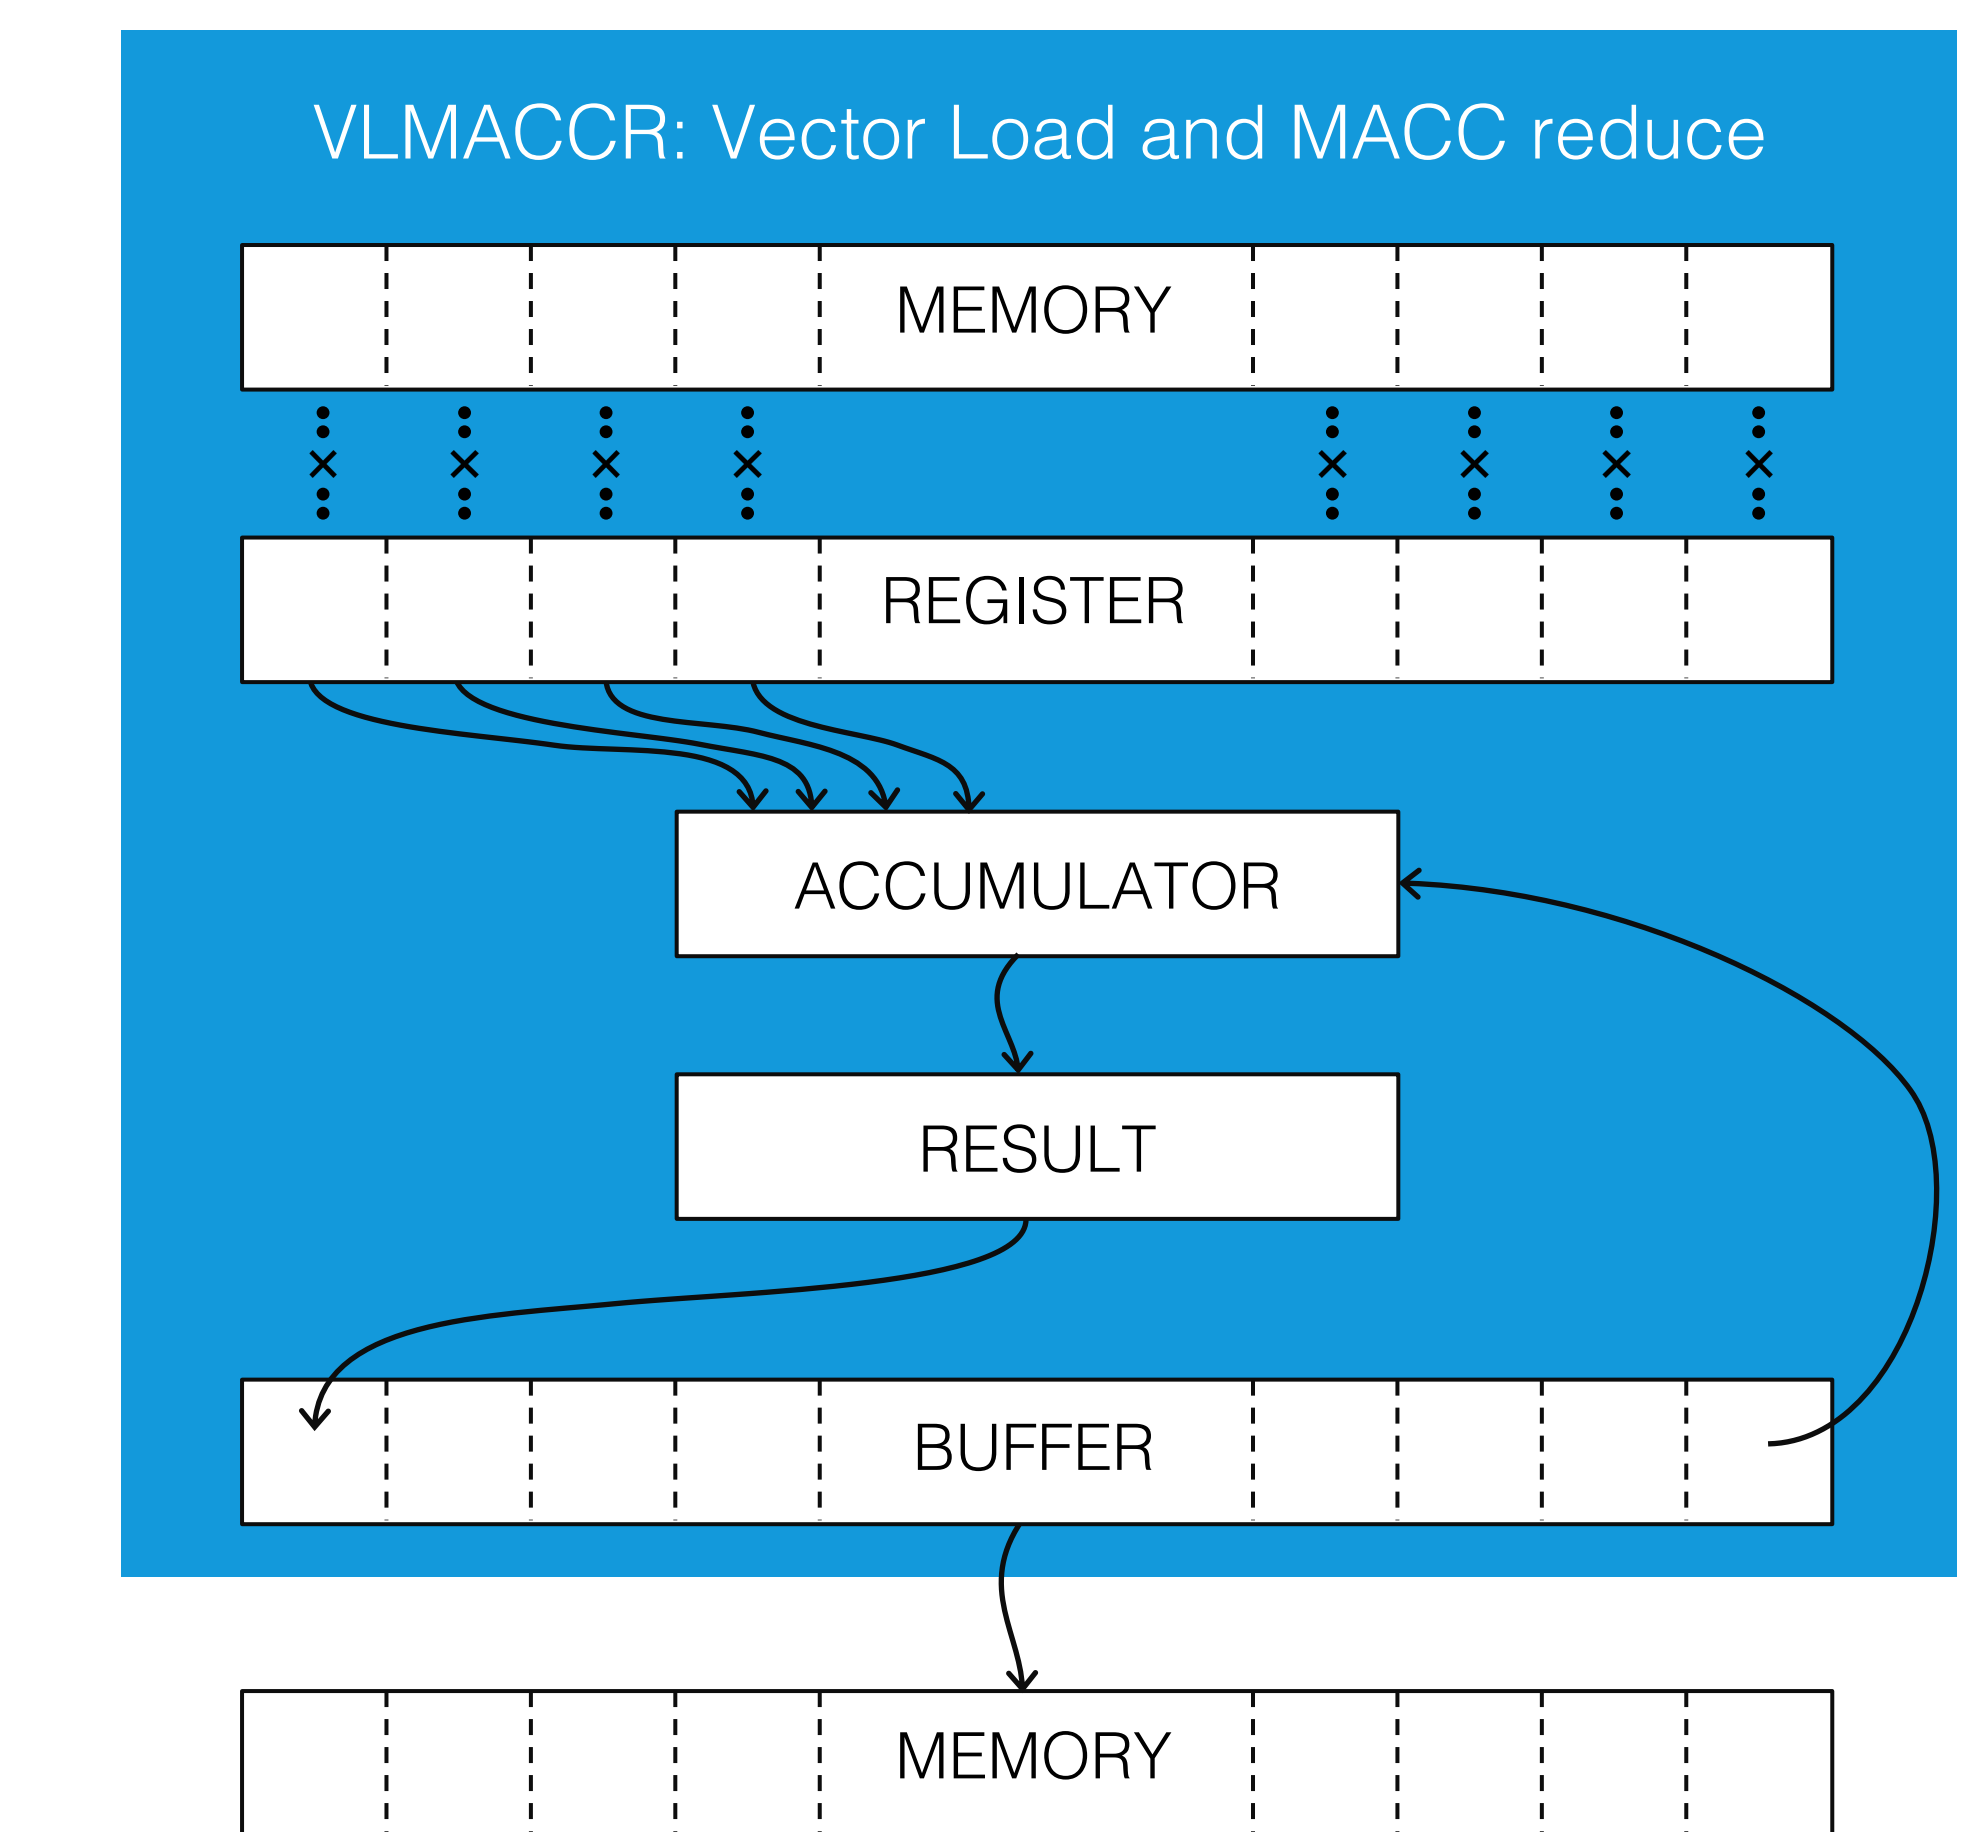 VLMACCR: Vector Load and MACC reduce
MEMORY
REGISTER
ACCUMULATOR
RESULT
BUFFER
MEMORY